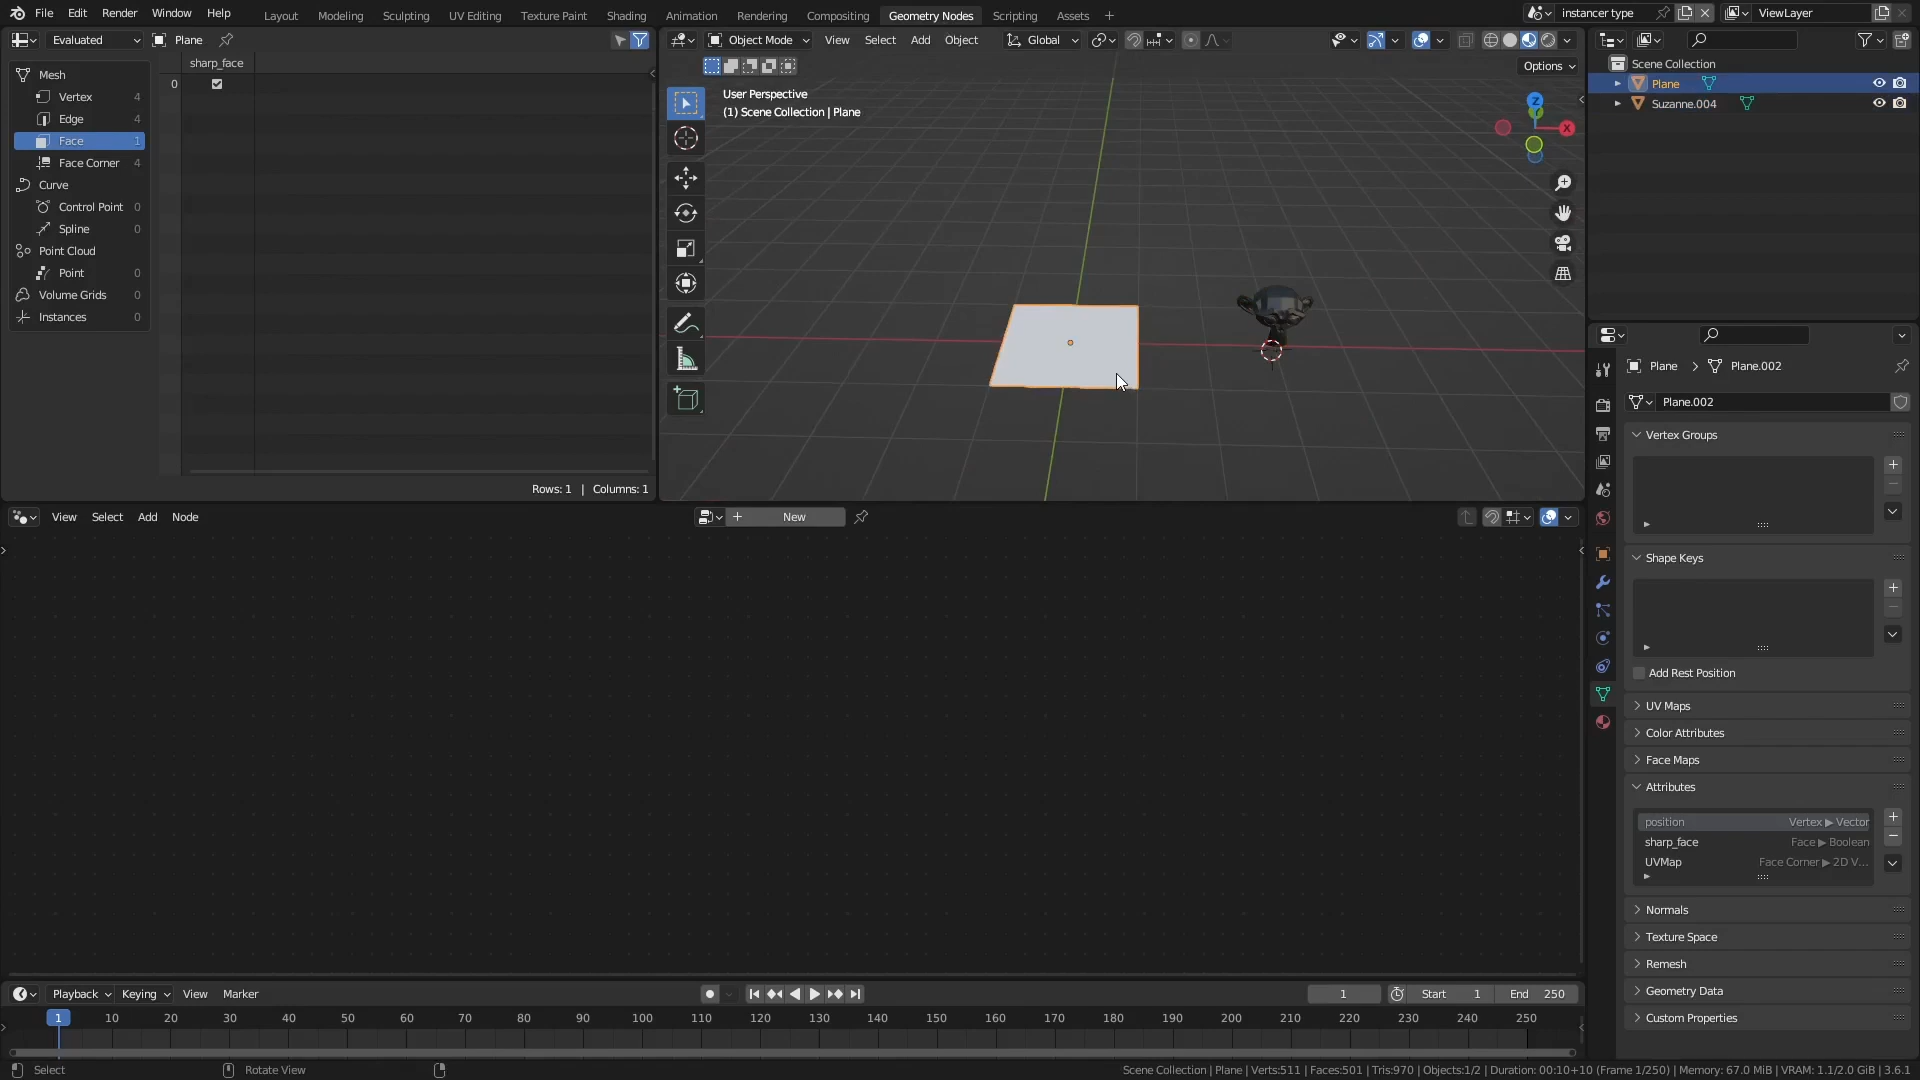 File Edit Render Window Help Layout Modeling Sculpting UV Editing Texture Paint Shading Animation Rendering Compositing Geometry Nodes Scripting Assets + instancer type ViewLayer
Evaluated Plane
sharp_face
0
Mesh
Vertex 4
Edge 4
Face 1
Face Corner 4
Curve
Control Point 0
Spline 0
Point Cloud
Point 0
Volume Grids 0
Instances 0
Rows: 1 | Columns: 1
Object Mode View Select Add Object Global
Options
User Perspective
(1) Scene Collection | Plane
Z
Y
X
Scene Collection
Plane
Suzanne.004
Plane > Plane.002
Plane.002
Vertex Groups
Shape Keys
Add Rest Position
UV Maps
Color Attributes
Face Maps
Attributes
position Vertex ▶ Vector
sharp_face Face ▶ Boolean
UVMap Face Corner ▶ 2D V...
Normals
Texture Space
Remesh
Geometry Data
Custom Properties
View Select Add Node + New
Playback Keying View Marker 1 Start 1 End 250
1 10 20 30 40 50 60 70 80 90 100 110 120 130 140 150 160 170 180 190 200 210 220 230 240 250
Select Rotate View Scene Collection | Plane | Verts:511 | Faces:501 | Tris:970 | Objects:1/2 | Duration: 00:10+10 (Frame 1/250) | Memory: 67.0 MiB | VRAM: 1.1/2.0 GiB | 3.6.1